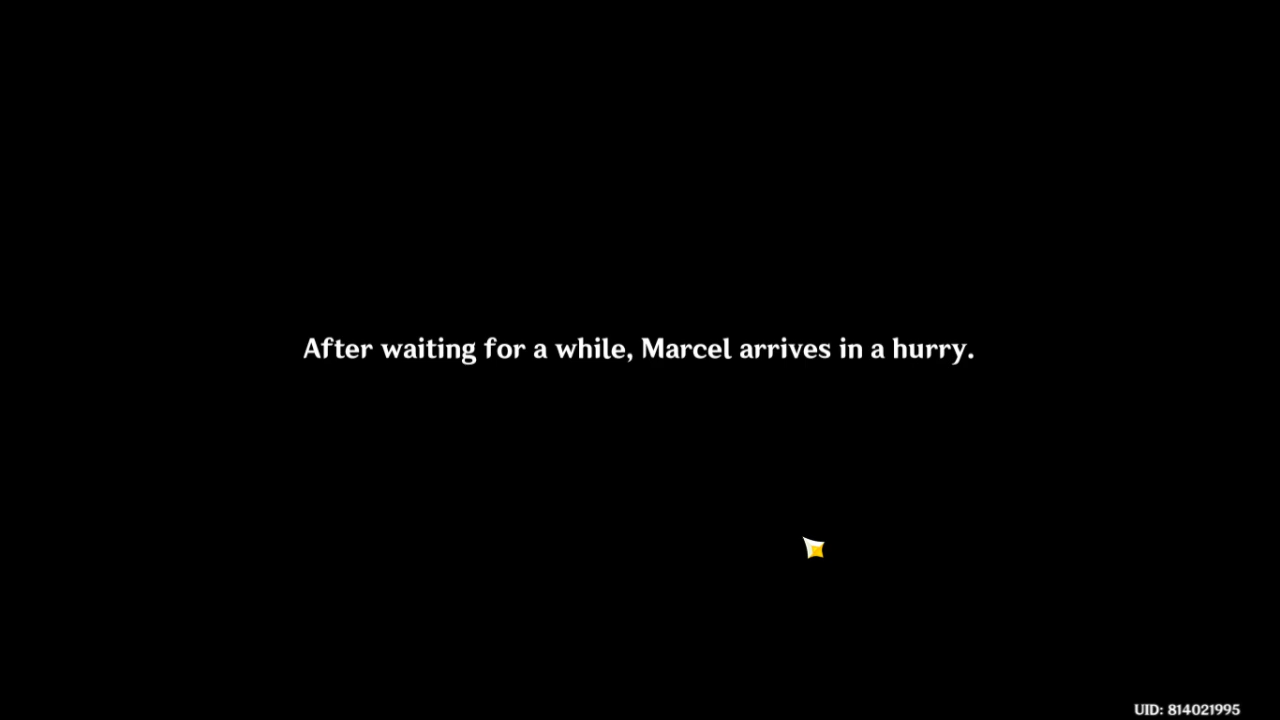 After waiting for a while, Marcel arrives in a hurry.
UID: 814021995